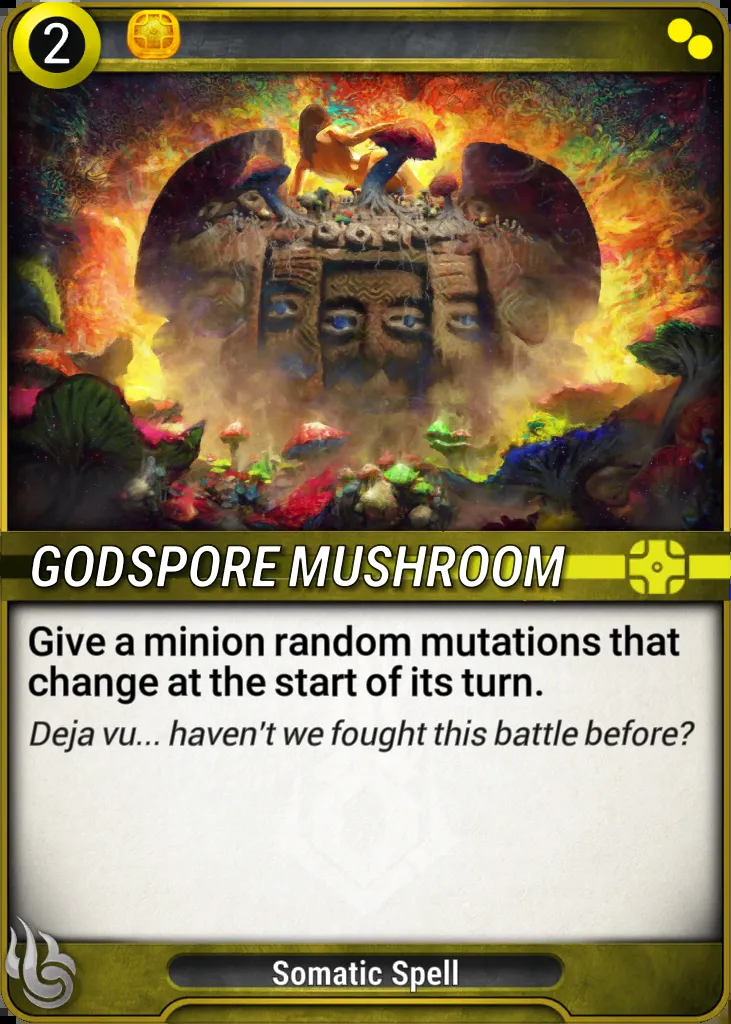 2
GODSPORE MUSHROOM
Give a minion random mutations that
change at the start of its turn.
Deja vu... haven't we fought this battle before?
Somatic Spell